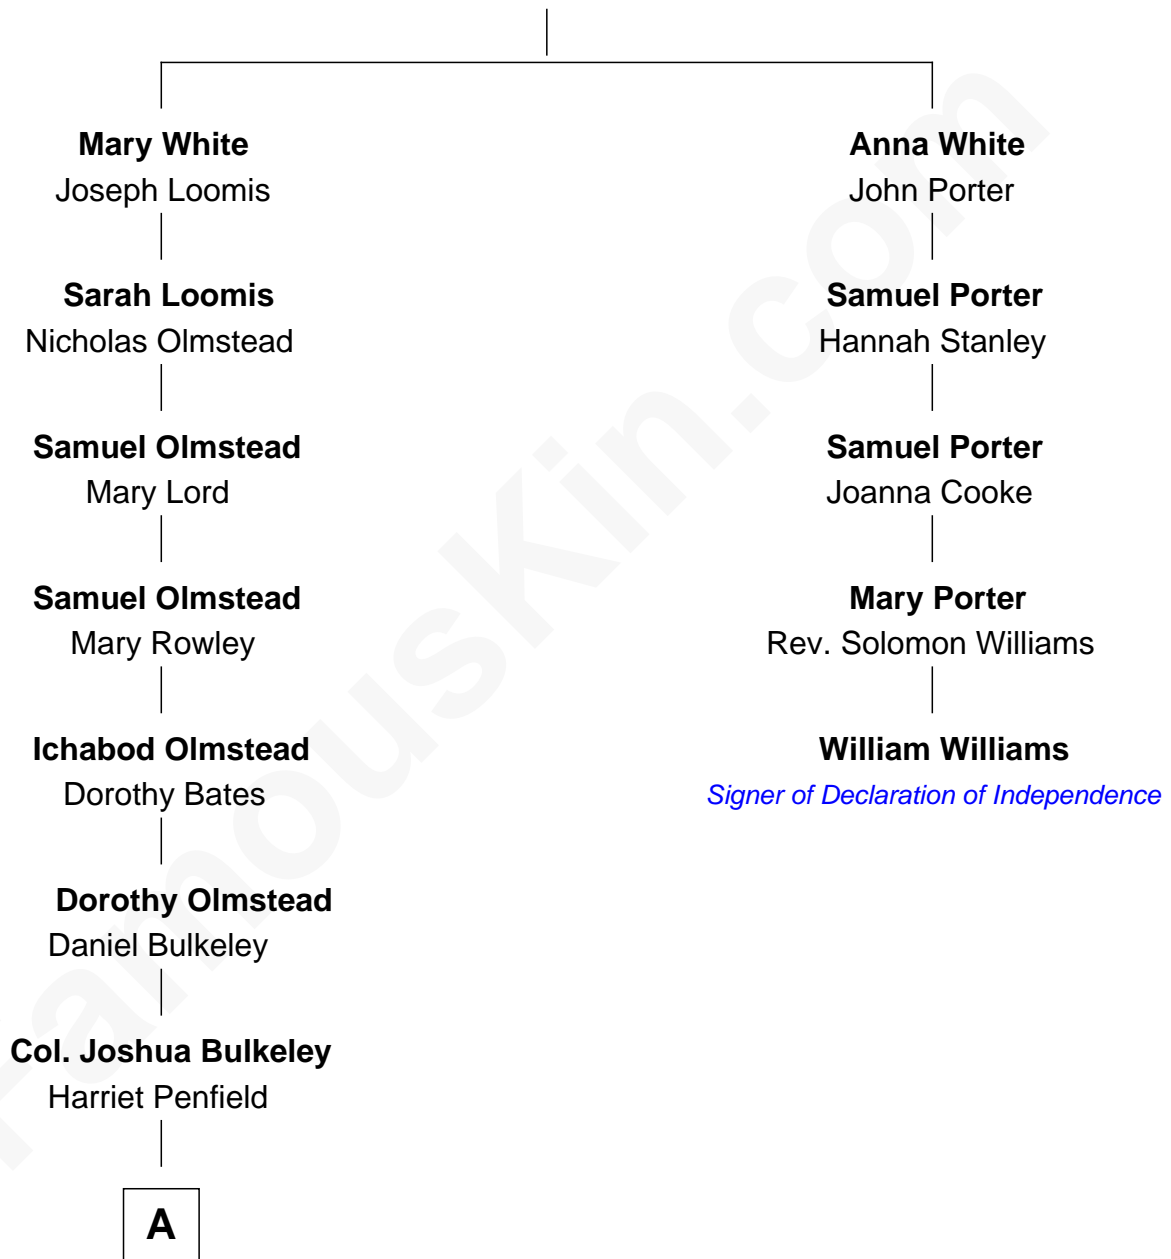 Mary White
Joseph Loomis
Sarah Loomis
Nicholas Olmstead
Samuel Olmstead
Mary Lord
Samuel Olmstead
Mary Rowley
Ichabod Olmstead
Dorothy Bates
Dorothy Olmstead
Daniel Bulkeley
Col. Joshua Bulkeley
Harriet Penfield
A
Anna White
John Porter
Samuel Porter
Hannah Stanley
Samuel Porter
Joanna Cooke
Mary Porter
Rev. Solomon Williams
William Williams
Signer of Declaration of Independence
FamousKin.com